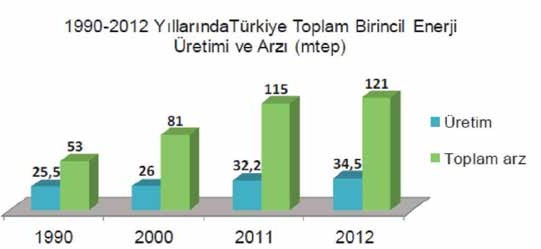 1990-2012 YıllarındaTürkiye Toplam Birincil Enerji
Üretimi ve Arzı (mtep)
25,5 53
26 81
32,2 115
34,5 121
Üretim
Toplam arz
1990 2000 2011 2012